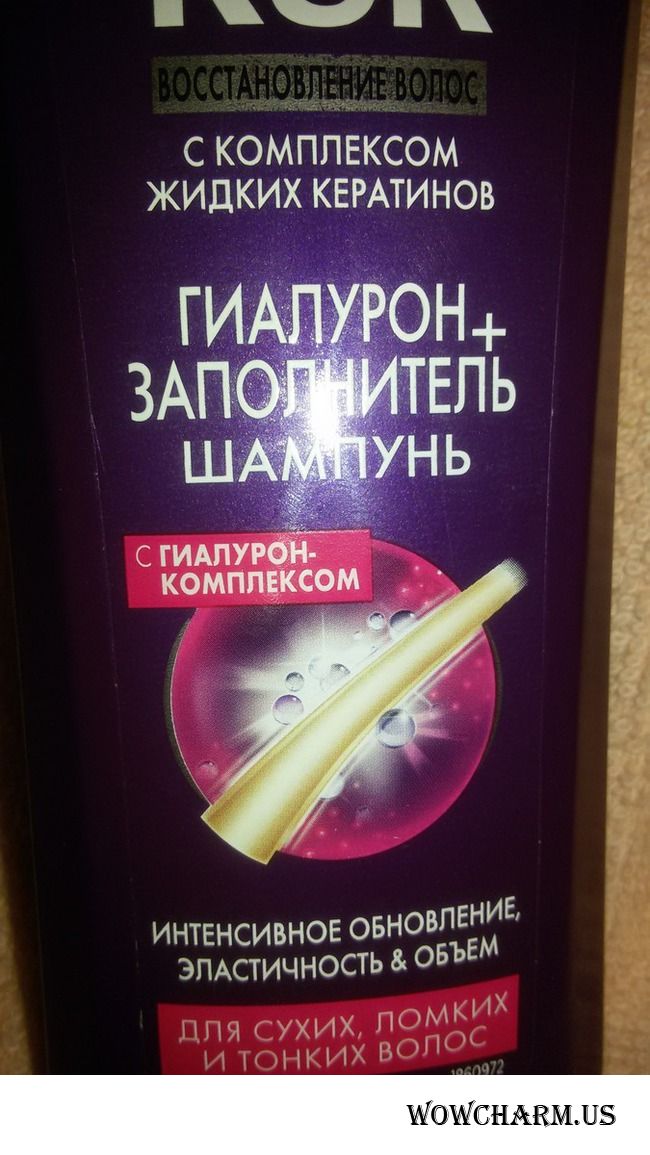 ВОССТАНОВЛЕНИЕ ВОЛОС
С КОМПЛЕКСОМ
ЖИДКИХ КЕРАТИНОВ
ГИАЛУРОН+
ЗАПОЛНИТЕЛЬ
ШАМПУНЬ
С ГИАЛУРОН-
КОМПЛЕКСОМ
ИНТЕНСИВНОЕ ОБНОВЛЕНИЕ,
ЭЛАСТИЧНОСТЬ & ОБЪЕМ
ДЛЯ СУХИХ, ЛОМКИХ
И ТОНКИХ ВОЛОС
WOWCHARM.US